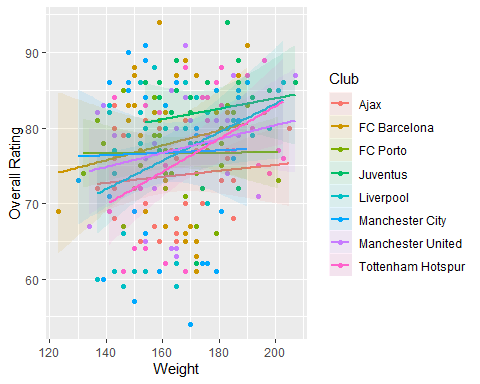 Overall Rating
90
80
70
60
120
140
160
180
200
Weight
Club
Ajax
FC Barcelona
FC Porto
Juventus
Liverpool
Manchester City
Manchester United
Tottenham Hotspur